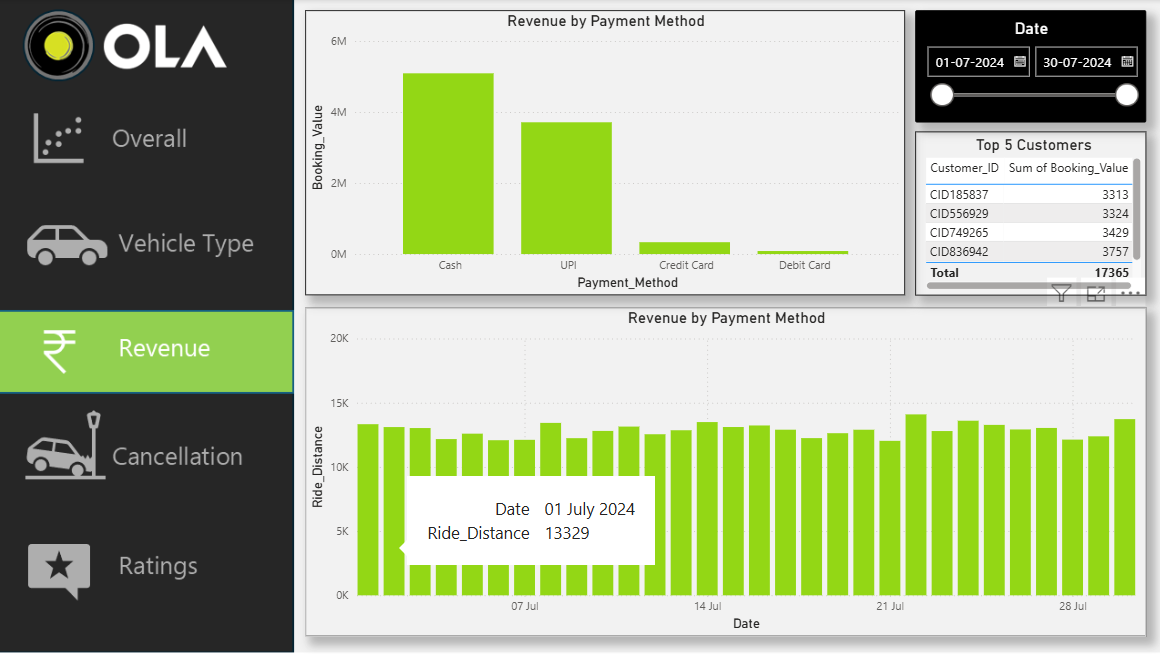 OLA
Overall
Vehicle Type
Revenue
Cancellation
Ratings
Revenue by Payment Method
6M
4M
2M
0M
Booking_Value
Cash UPI Credit Card Debit Card
Payment_Method
Date
01-07-2024 30-07-2024
Top 5 Customers
Customer_ID Sum of Booking_Value
CID185837 3313
CID556929 3324
CID749265 3429
CID836942 3757
Total 17365
Revenue by Payment Method
20K
15K
10K
5K
0K
Ride_Distance
Date 01 July 2024
Ride_Distance 13329
07 Jul 14 Jul 21 Jul 28 Jul
Date